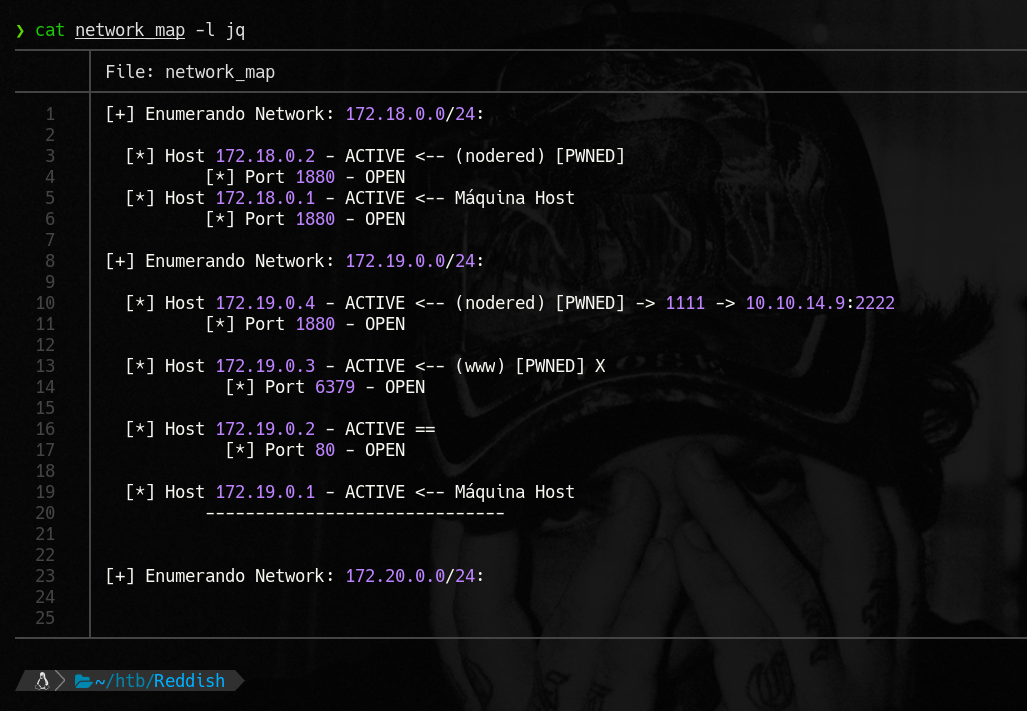 ❯ cat network_map -l jq
File: network_map
1 [+] Enumerando Network: 172.18.0.0/24:
2
3 [*] Host 172.18.0.2 - ACTIVE <-- (nodered) [PWNED]
4 [*] Port 1880 - OPEN
5 [*] Host 172.18.0.1 - ACTIVE <-- Máquina Host
6 [*] Port 1880 - OPEN
7
8 [+] Enumerando Network: 172.19.0.0/24:
9
10 [*] Host 172.19.0.4 - ACTIVE <-- (nodered) [PWNED] -> 1111 -> 10.10.14.9:2222
11 [*] Port 1880 - OPEN
12
13 [*] Host 172.19.0.3 - ACTIVE <-- (www) [PWNED] X
14 [*] Port 6379 - OPEN
15
16 [*] Host 172.19.0.2 - ACTIVE ==
17 [*] Port 80 - OPEN
18
19 [*] Host 172.19.0.1 - ACTIVE <-- Máquina Host
20 ------------------------------
21
22
23 [+] Enumerando Network: 172.20.0.0/24:
24
25
~/htb/Reddish